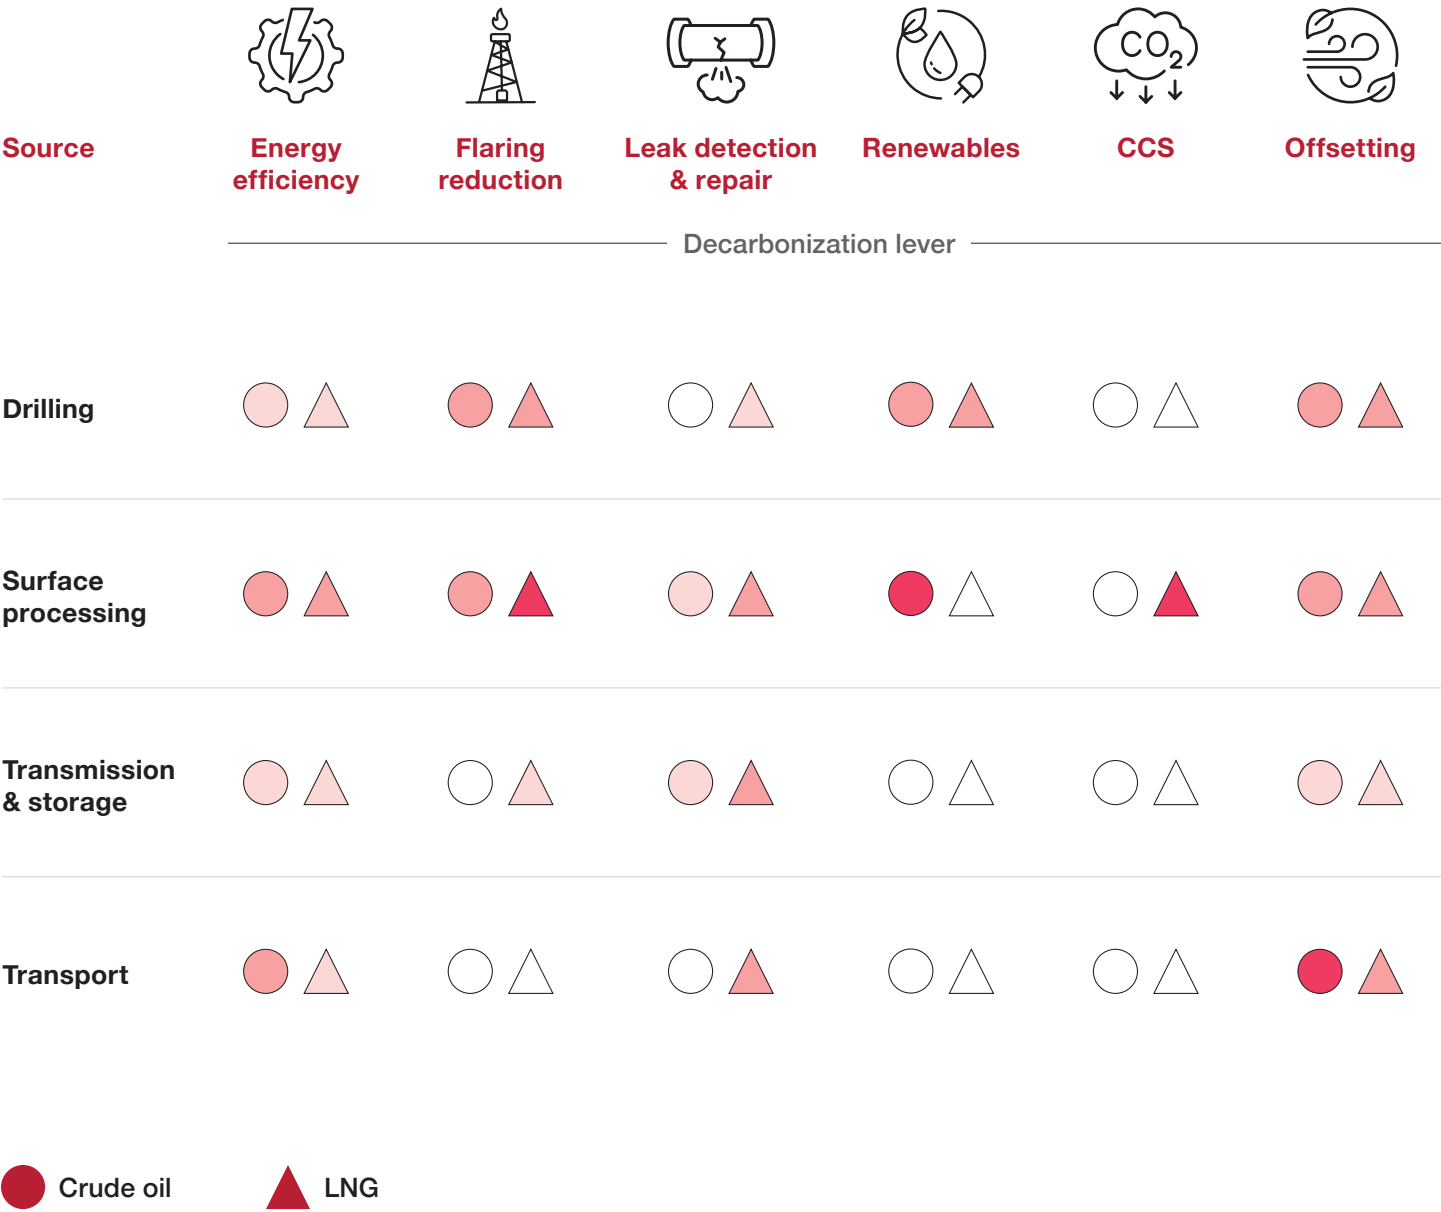 CO2
Source
Energy
efficiency
Flaring
reduction
Leak detection
& repair
Renewables
CCS
Offsetting
Decarbonization lever
Drilling
Surface
processing
Transmission
& storage
Transport
Crude oil
LNG